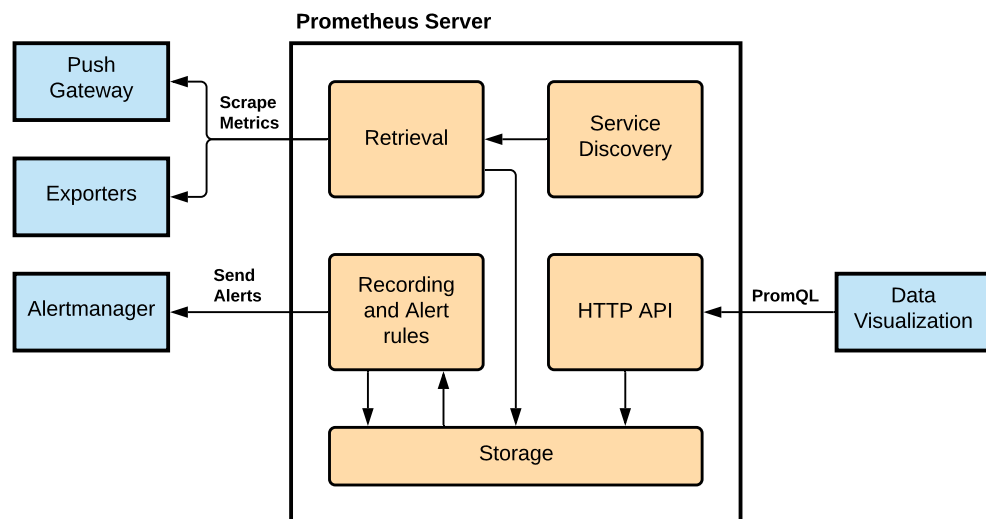 Prometheus Server
Push
Gateway
Scrape
Metrics
Retrieval
Service
Discovery
Exporters
Send
Alerts
Alertmanager
Recording
and Alert
rules
HTTP API
PromQL
Data
Visualization
Storage